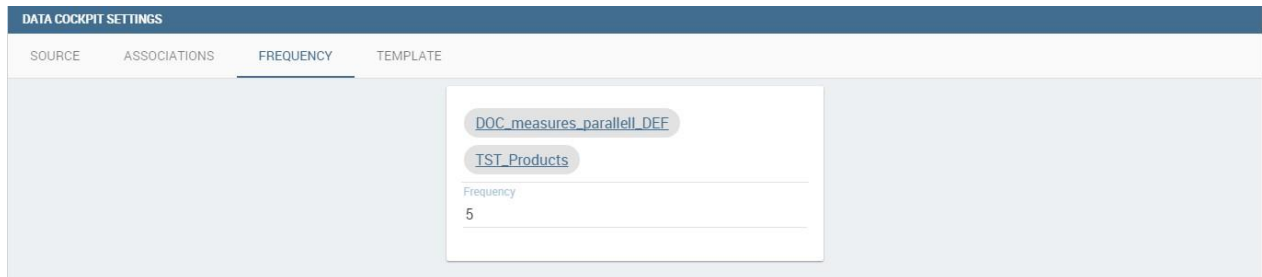 DATA COCKPIT SETTINGS
SOURCE ASSOCIATIONS FREQUENCY TEMPLATE
DOC_measures_parallell_DEF
TST_Products
Frequency
5